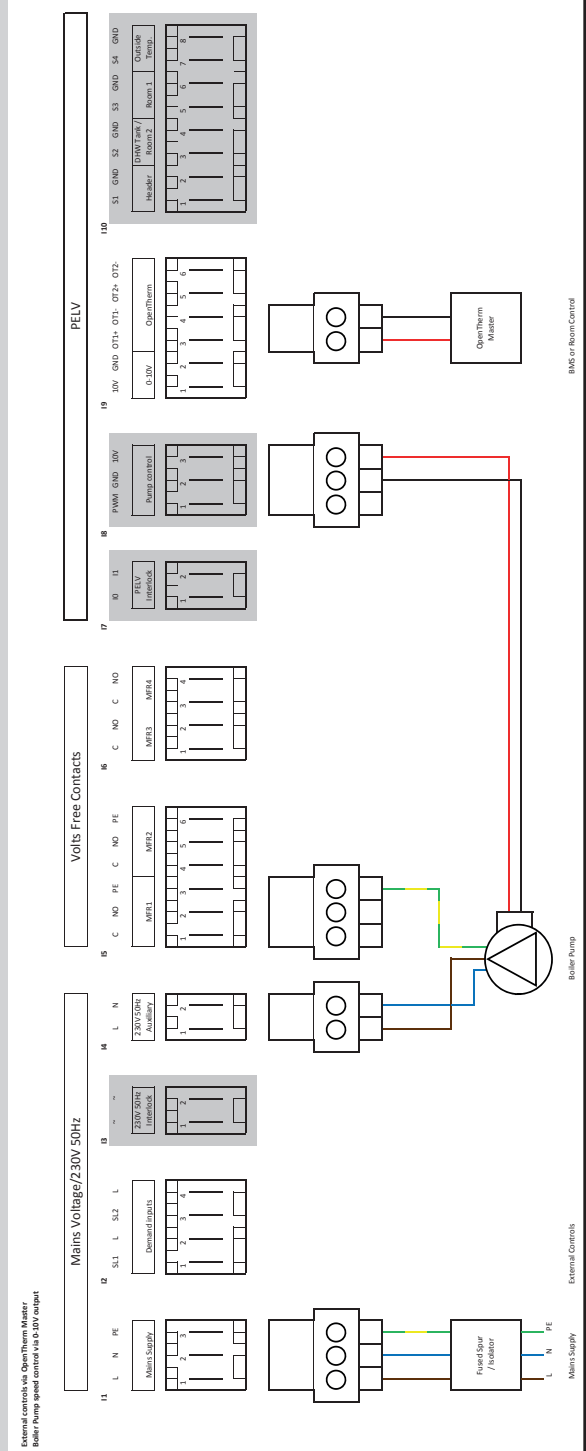 External controls via OpenTherm Master
Boiler Pump speed control via 0-10V output
Mains Voltage/230V 50Hz
Volts Free Contacts
PELV
I1
L N PE
Mains Supply
1 2 3
I2
SL1 L SL2 L
Demand inputs
1 2 3 4
I3
~ ~
230V 50Hz
Interlock
1 2
I4
L N
230V 50Hz
Auxiliary
1 2
I5
C NO PE C NO PE
MFR1 MFR2
1 2 3 4 5 6
I6
C NO C NO
MFR3 MFR4
1 2 3 4
I7
I0 I1
PELV
Interlock
1 2
I8
PWM GND 10V
Pump control
1 2 3
I9
10V GND OT1+ OT1- OT2+ OT2-
0-10V OpenTherm
1 2 3 4 5 6
I10
S1 GND S2 GND S3 GND S4 GND
Header
DHW Tank /
Room 2
Room 1
Outside
Temp.
1 2 3 4 5 6 7 8
Fused Spur
/ Isolator
L N PE
OpenTherm
Master
Mains Supply
External Controls
Boiler Pump
BMS or Room Control